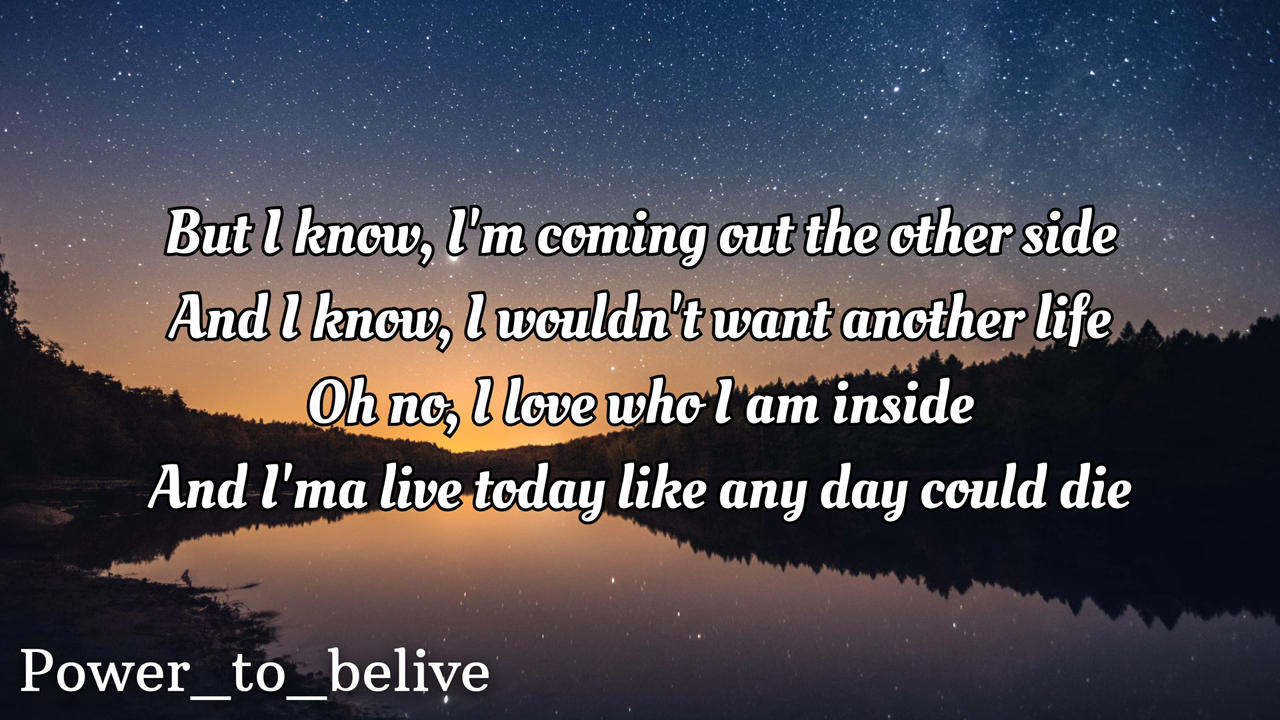 But I know, I'm coming out the other side
And I know, I wouldn't want another life
Oh no, I love who I am inside
And I'ma live today like any day could die
Power_to_belive